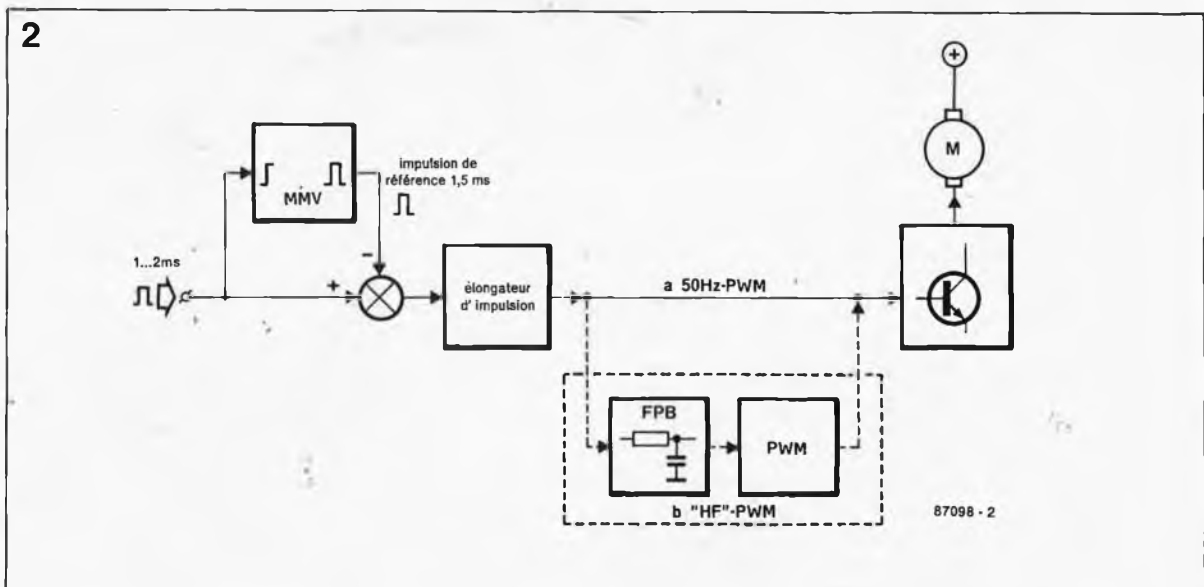 2
+
M
MMV
impulsion de
référence 1,5 ms
1...2ms
−
+
élongateur
d' impulsion
a 50Hz-PWM
FPB
PWM
b "HF"-PWM
87098 - 2